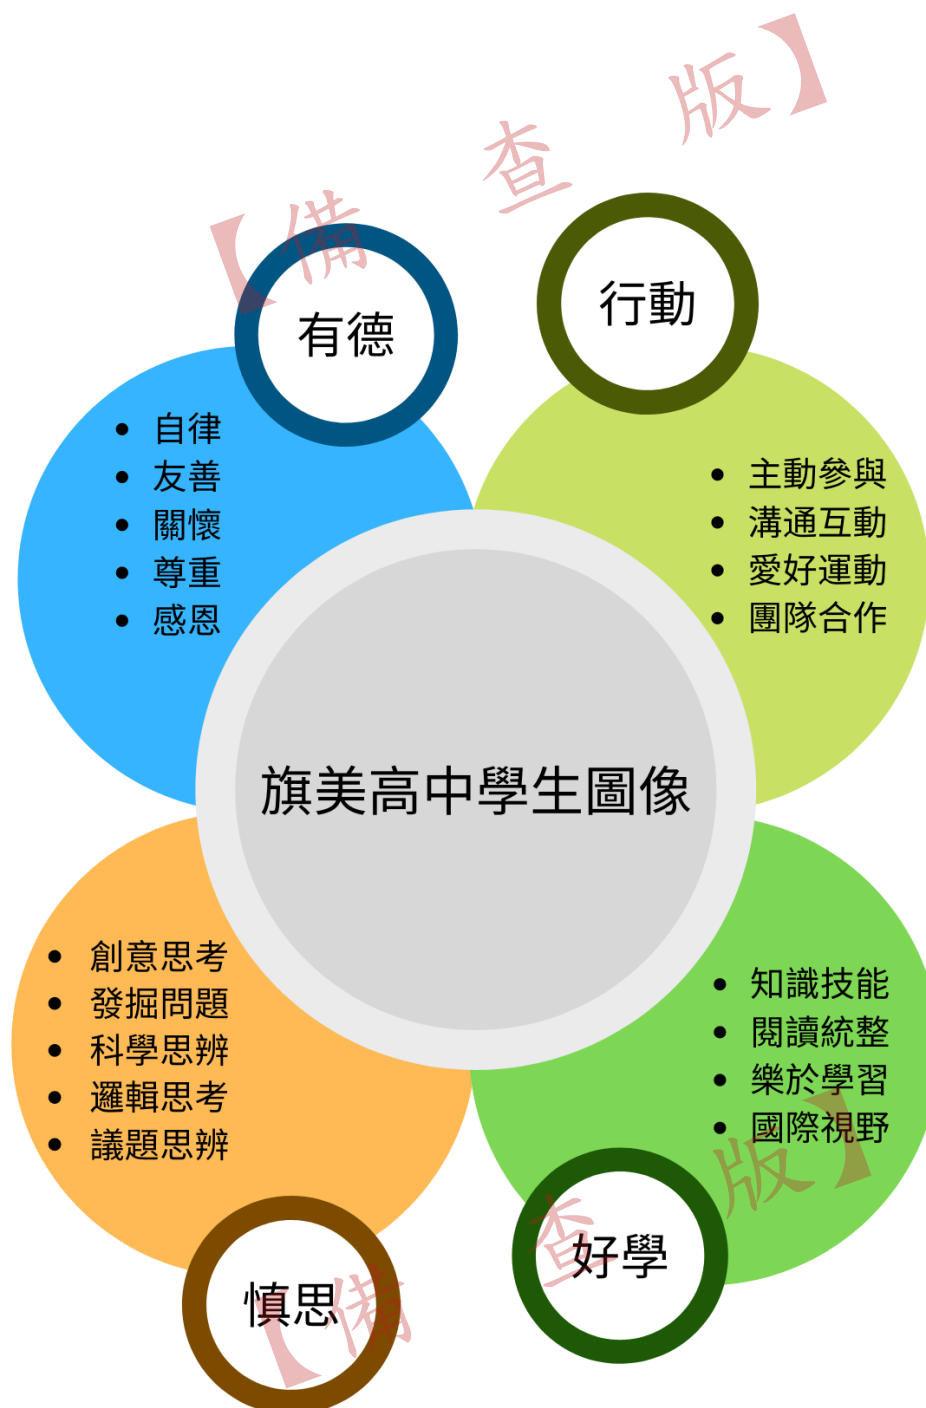 【備查版】
有德
自律
友善
關懷
尊重
感恩
行動
主動參與
溝通互動
愛好運動
團隊合作
旗美高中學生圖像
創意思考
發掘問題
科學思辨
邏輯思考
議題思辨
慎思
知識技能
閱讀統整
樂於學習
國際視野
好學
【備查版】